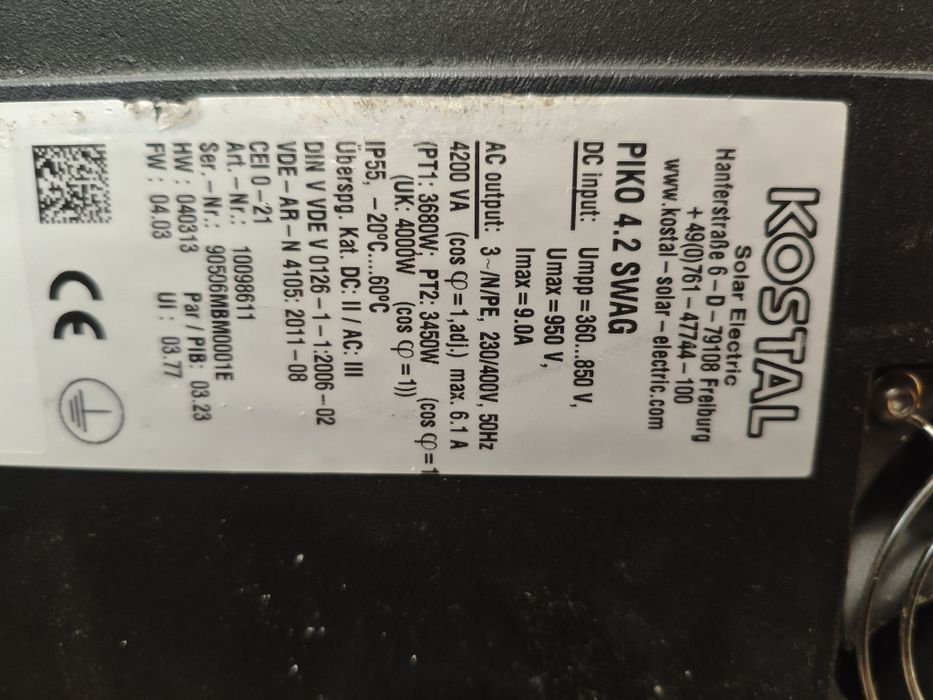 KOSTAL
Solar Electric
Hanferstraße 6 - D - 79108 Freiburg
+ 49(0)761 - 47744 - 100
www.kostal - solar - electric.com
PIKO 4.2 SWAG
DC input: Umpp = 360...850 V,
Umax = 950 V,
Imax = 9.0A
AC output: 3~/N/PE, 230/400V, 50Hz
4200 VA (cos φ = 1,adj.) max. 6.1 A
(PT1: 3680W; PT2: 3450W (cos φ = 1
(UK: 4000W (cos φ = 1))
IP55, -20°C....60°C
Überspg. Kat. DC: II / AC: III
DIN V VDE V 0126 - 1 - 1:2006 - 02
VDE - AR - N 4105: 2011 - 08
CEI 0 - 21
Art. - Nr.: 10098611
Ser. - Nr.: 90506MBM0001E
HW : 040313 Par / PIB: 03.23
FW : 04.03 UI : 03.77
CE